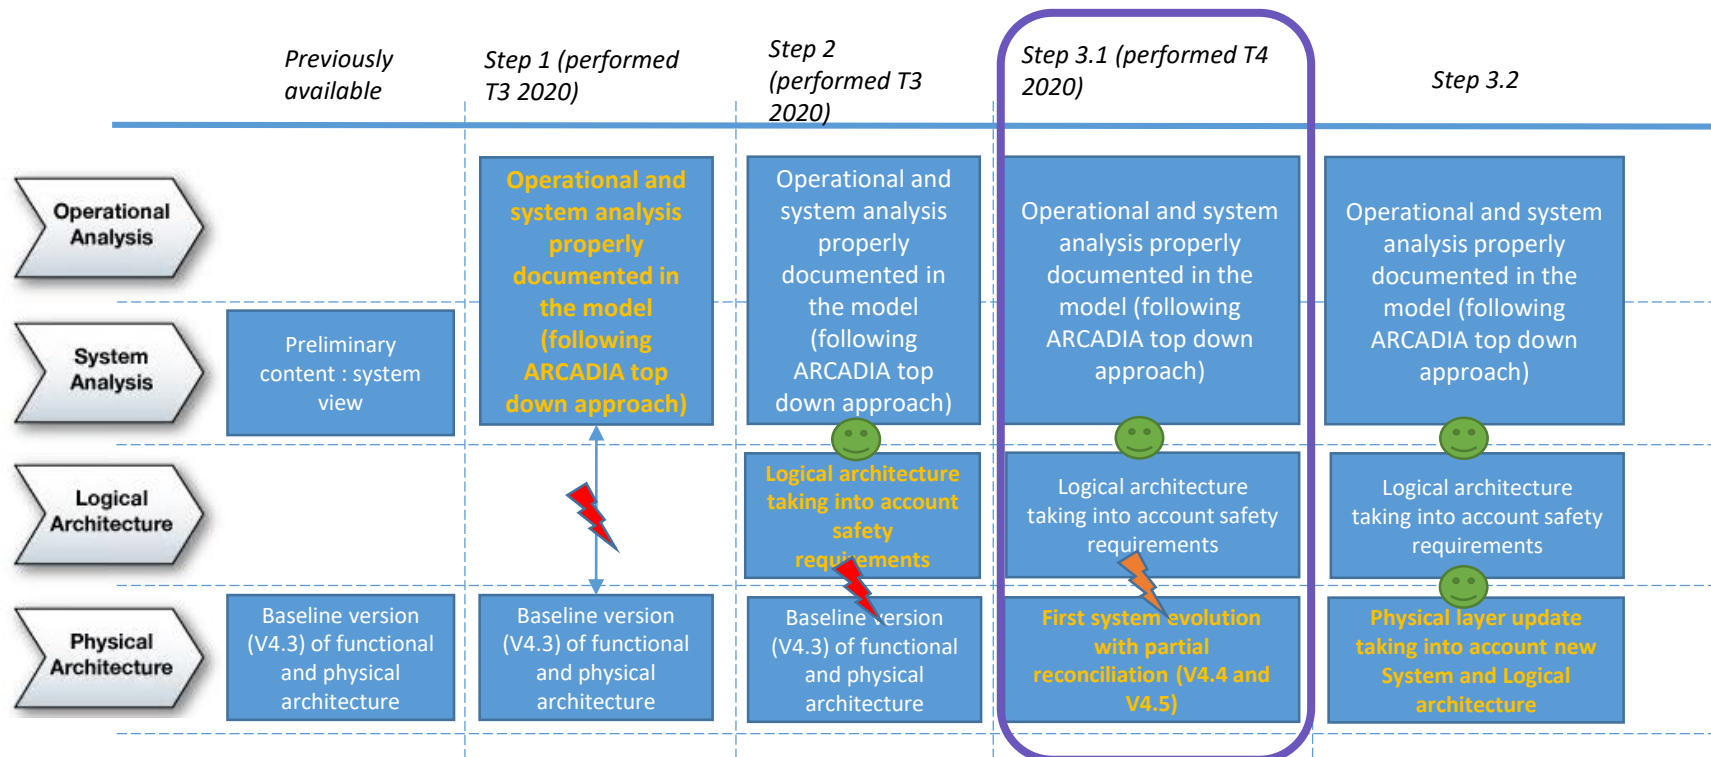 Previously
available
Step 1 (performed
T3 2020)
Step 2
(performed T3
2020)
Step 3.1 (performed T4
2020)
Step 3.2
Operational
Analysis
Operational and
system analysis
properly
documented in
the model
(following
ARCADIA top
down approach)
Operational and
system analysis
properly
documented in
the model
(following
ARCADIA top
down approach)
Operational and system
analysis properly
documented in the
model (following
ARCADIA top down
approach)
Operational and system
analysis properly
documented in the
model (following
ARCADIA top down
approach)
System
Analysis
Preliminary
content : system
view
Logical
Architecture
Logical architecture
taking into account
safety
requirements
Logical architecture
taking into account safety
requirements
Logical architecture
taking into account safety
requirements
Physical
Architecture
Baseline version
(V4.3) of functional
and physical
architecture
Baseline version
(V4.3) of functional
and physical
architecture
Baseline version
(V4.3) of functional
and physical
architecture
First system evolution
with partial
reconciliation (V4.4 and
V4.5)
Physical layer update
taking into account new
System and Logical
architecture